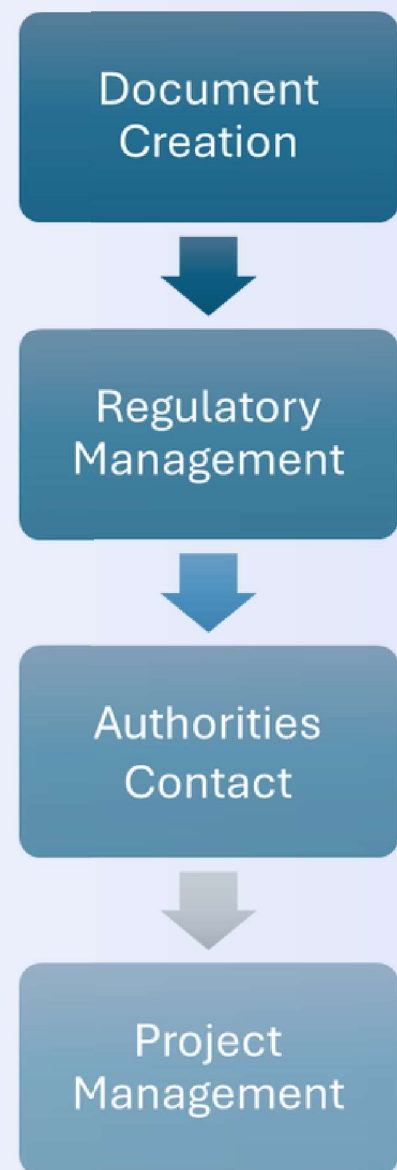 Document
Creation
Regulatory
Management
Authorities
Contact
Project
Management